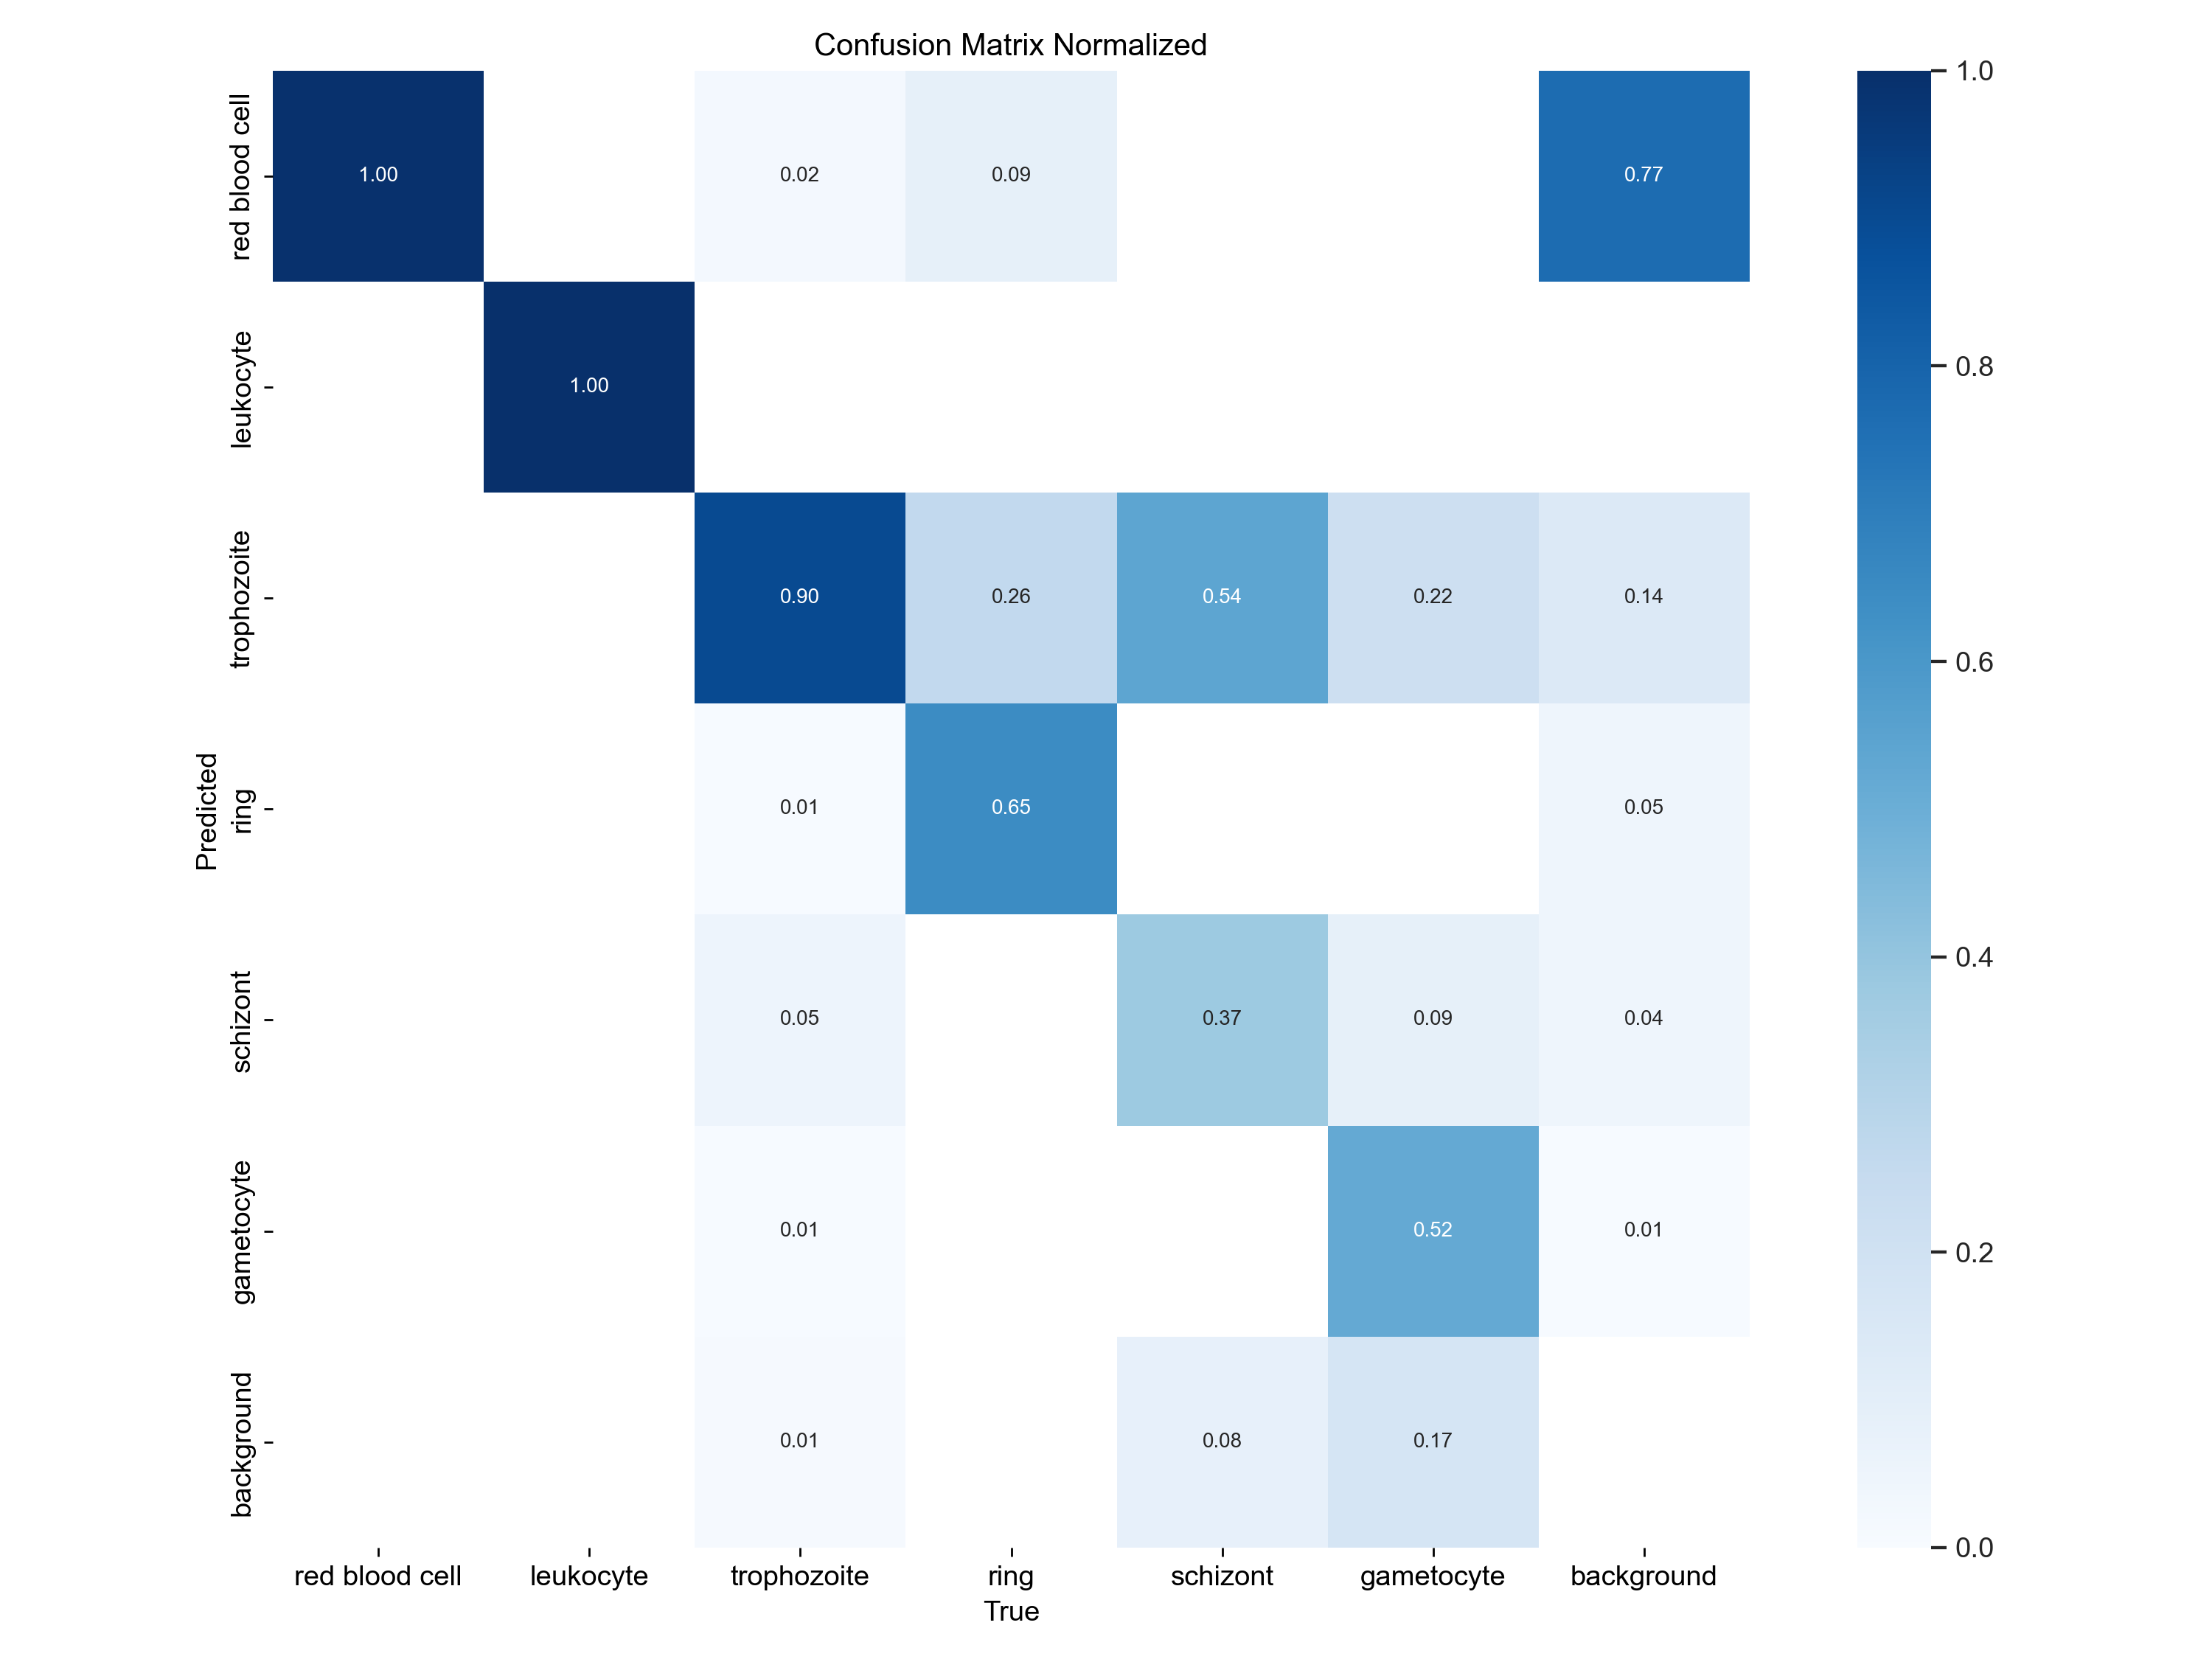 Confusion Matrix Normalized
red blood cell 1.00 0.02 0.09 0.77
leukocyte 1.00
trophozoite 0.90 0.26 0.54 0.22 0.14
ring 0.01 0.65 0.05
schizont 0.05 0.37 0.09 0.04
gametocyte 0.01 0.52 0.01
background 0.01 0.08 0.17
Predicted
red blood cell leukocyte trophozoite ring schizont gametocyte background
True
1.0
0.8
0.6
0.4
0.2
0.0